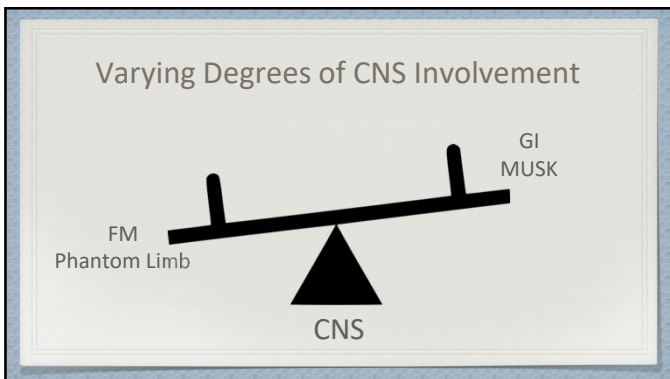 Varying Degrees of CNS Involvement
GI
MUSK
FM
Phantom Limb
CNS